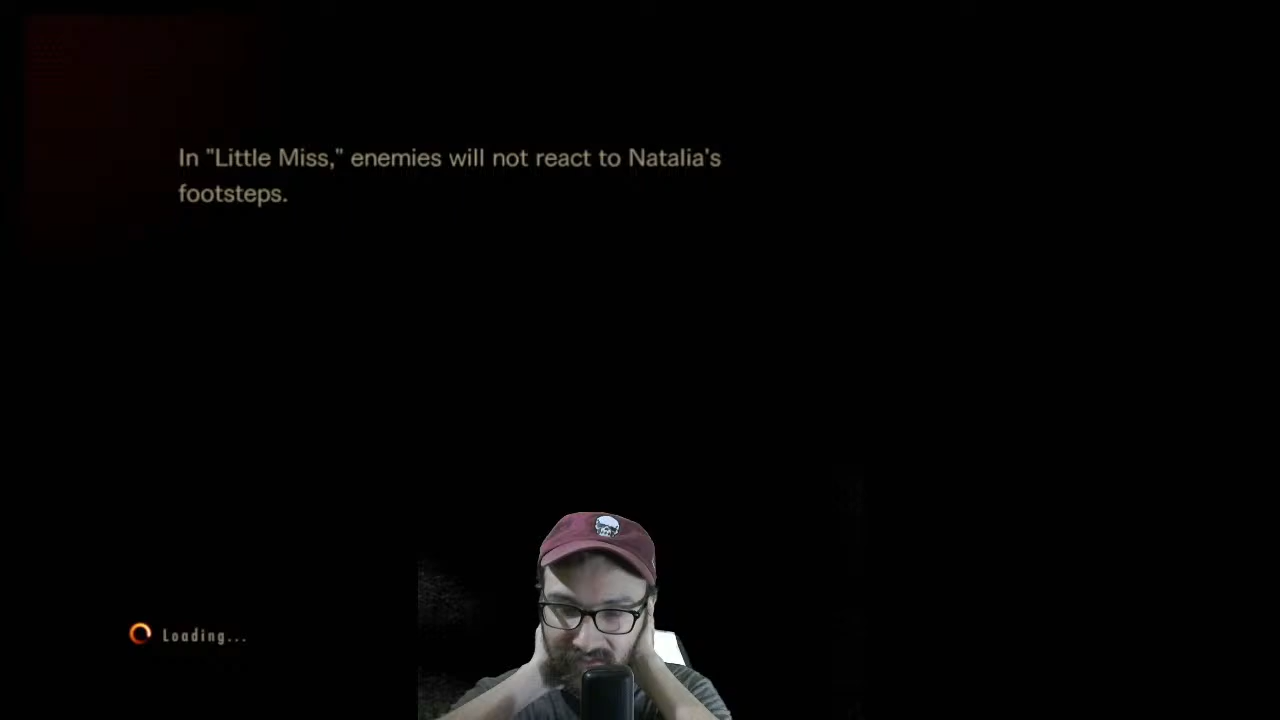 In "Little Miss," enemies will not react to Natalia's
footsteps.
Loading...